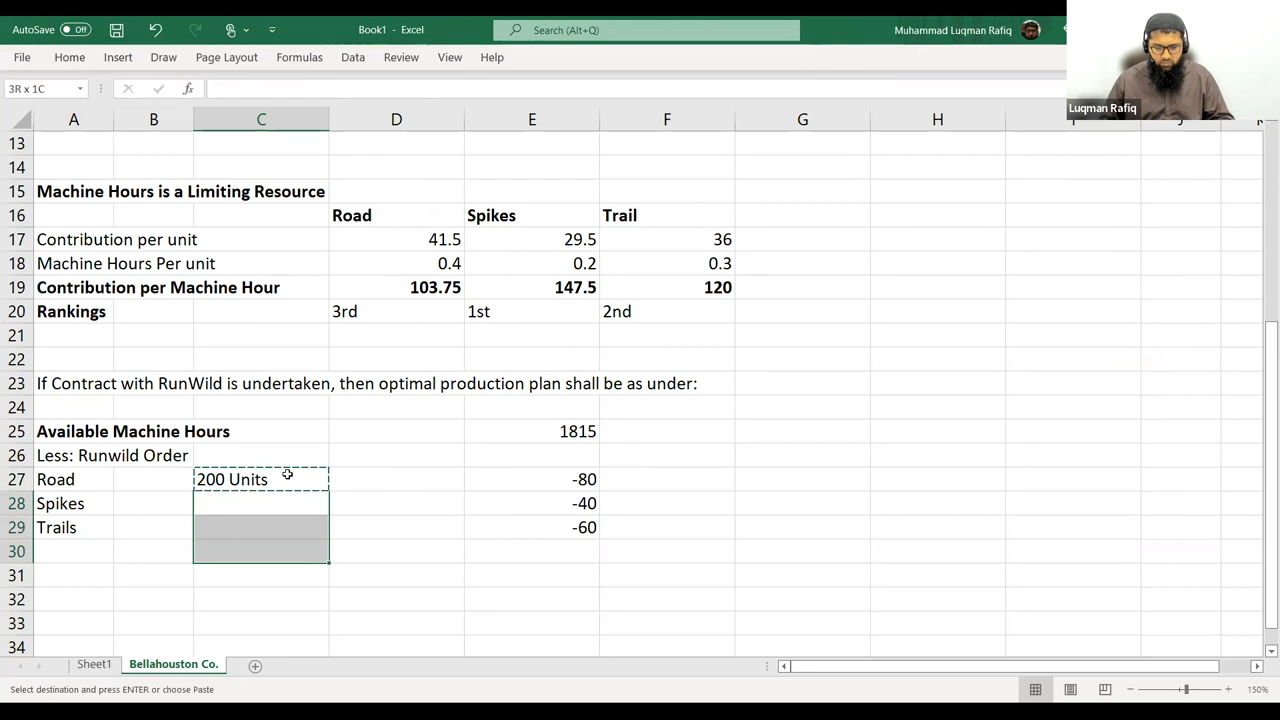 AutoSave Off Book1 - Excel Search (Alt+Q) Muhammad Luqman Rafiq
File Home Insert Draw Page Layout Formulas Data Review View Help
3R x 1C fx
Luqman Rafiq
A B C D E F G H
13
14
15 Machine Hours is a Limiting Resource
16 Road Spikes Trail
17 Contribution per unit 41.5 29.5 36
18 Machine Hours Per unit 0.4 0.2 0.3
19 Contribution per Machine Hour 103.75 147.5 120
20 Rankings 3rd 1st 2nd
21
22
23 If Contract with RunWild is undertaken, then optimal production plan shall be as under:
24
25 Available Machine Hours 1815
26 Less: Runwild Order
27 Road 200 Units -80
28 Spikes -40
29 Trails -60
30
31
32
33
34
Sheet1 Bellahouston Co.
Select destination and press ENTER or choose Paste 150%